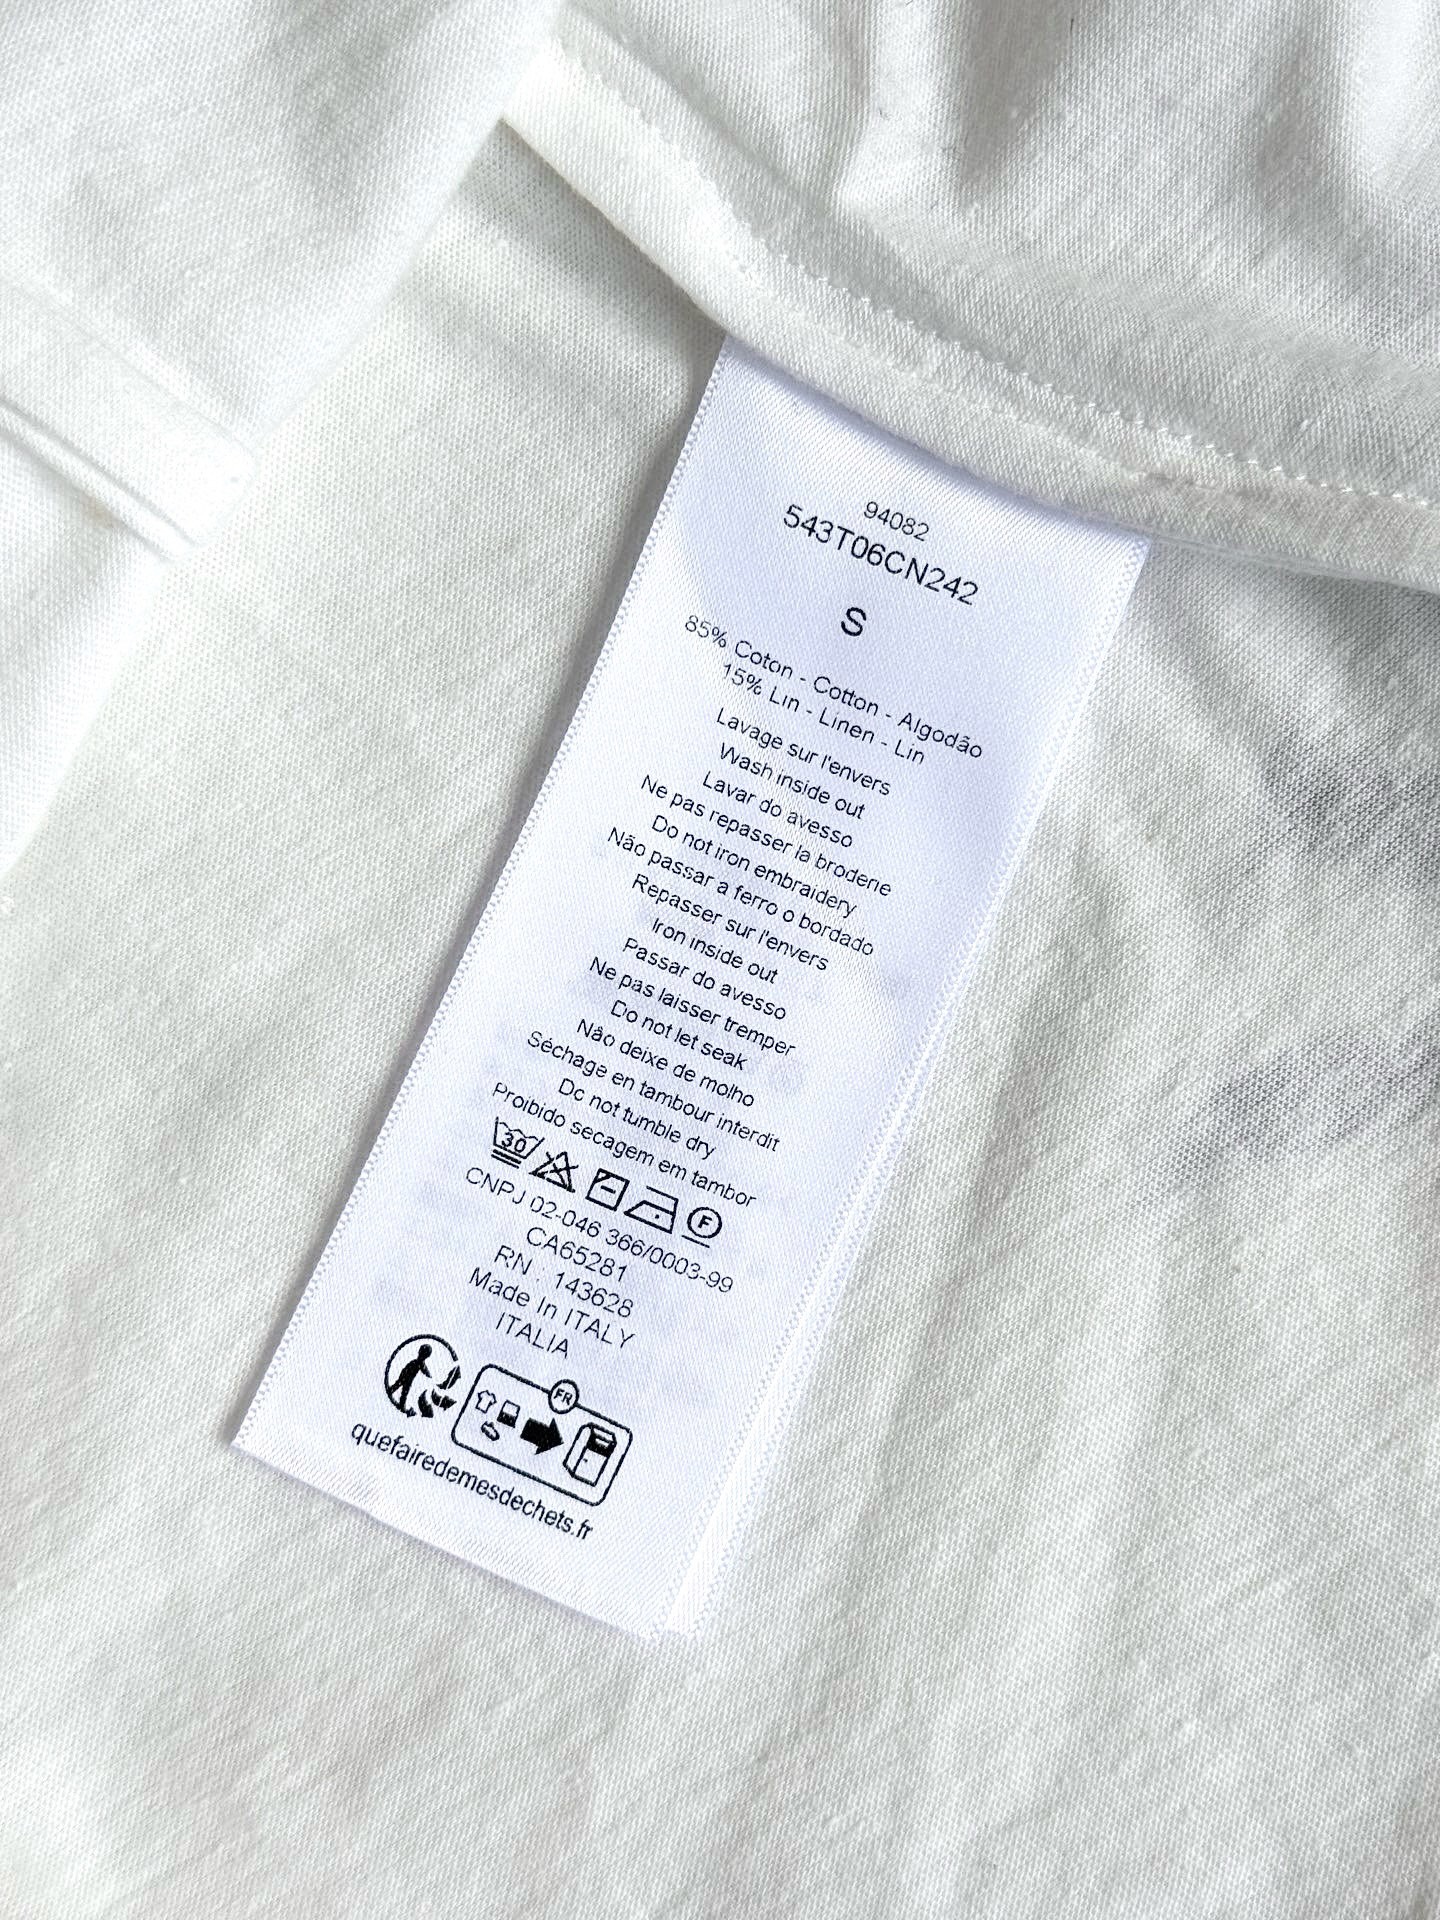 94082
543T06CN242
S
85% Coton - Cotton - Algodão
15% Lin - Linen - Lin
Lavage sur l'envers
Wash inside out
Lavar do avesso
Ne pas repasser la broderie
Do not iron embraidery
Não passar a ferro o bordado
Repasser sur l'envers
Iron inside out
Passar do avesso
Ne pas laisser tremper
Do not let seak
Não deixe de molho
Séchage en tambour interdit
Do not tumble dry
Proibido secagem em tambor
30 F
CNPJ 02-046 366/0003-99
CA65281
RN : 143628
Made In ITALY
ITALIA
FR
quefairedemesdechets.fr